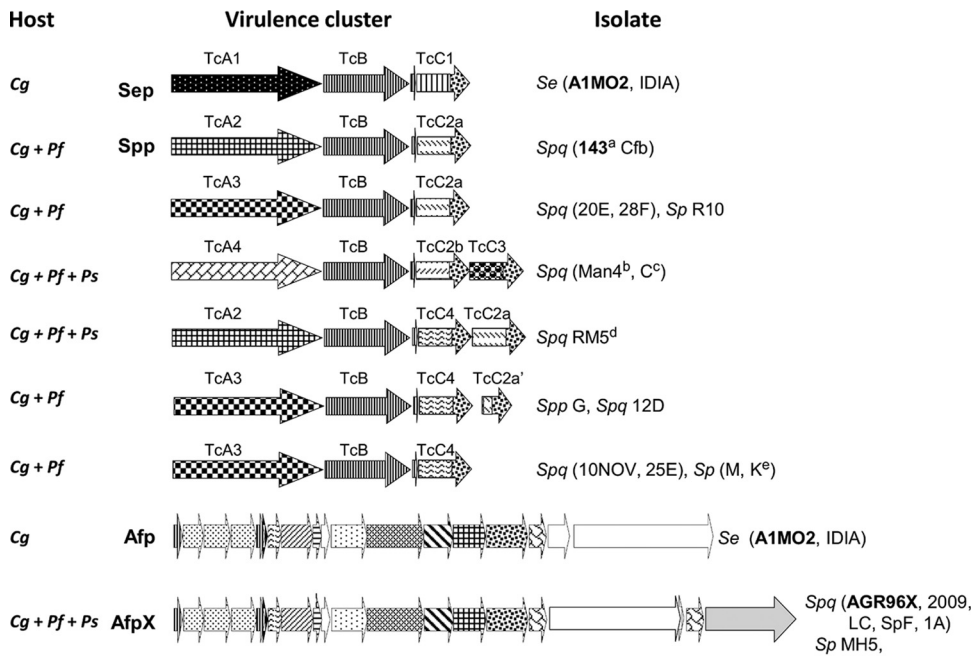 Host Virulence cluster Isolate
TcA1 TcB TcC1
Cg Sep Se (A1MO2, IDIA)
TcA2 TcB TcC2a
Cg + Pf Spp Spq (143a Cfb)
TcA3 TcB TcC2a
Cg + Pf Spq (20E, 28F), Sp R10
TcA4 TcB TcC2b TcC3
Cg + Pf + Ps Spq (Man4b, Cc)
TcA2 TcB TcC4 TcC2a
Cg + Pf + Ps Spq RM5d
TcA3 TcB TcC4 TcC2a’
Cg + Pf Spp G, Spq 12D
TcA3 TcB TcC4
Cg + Pf Spq (10NOV, 25E), Sp (M, Ke)
Cg Afp Se (A1MO2, IDIA)
Cg + Pf + Ps AfpX Spq (AGR96X, 2009,
LC, SpF, 1A)
Sp MH5,